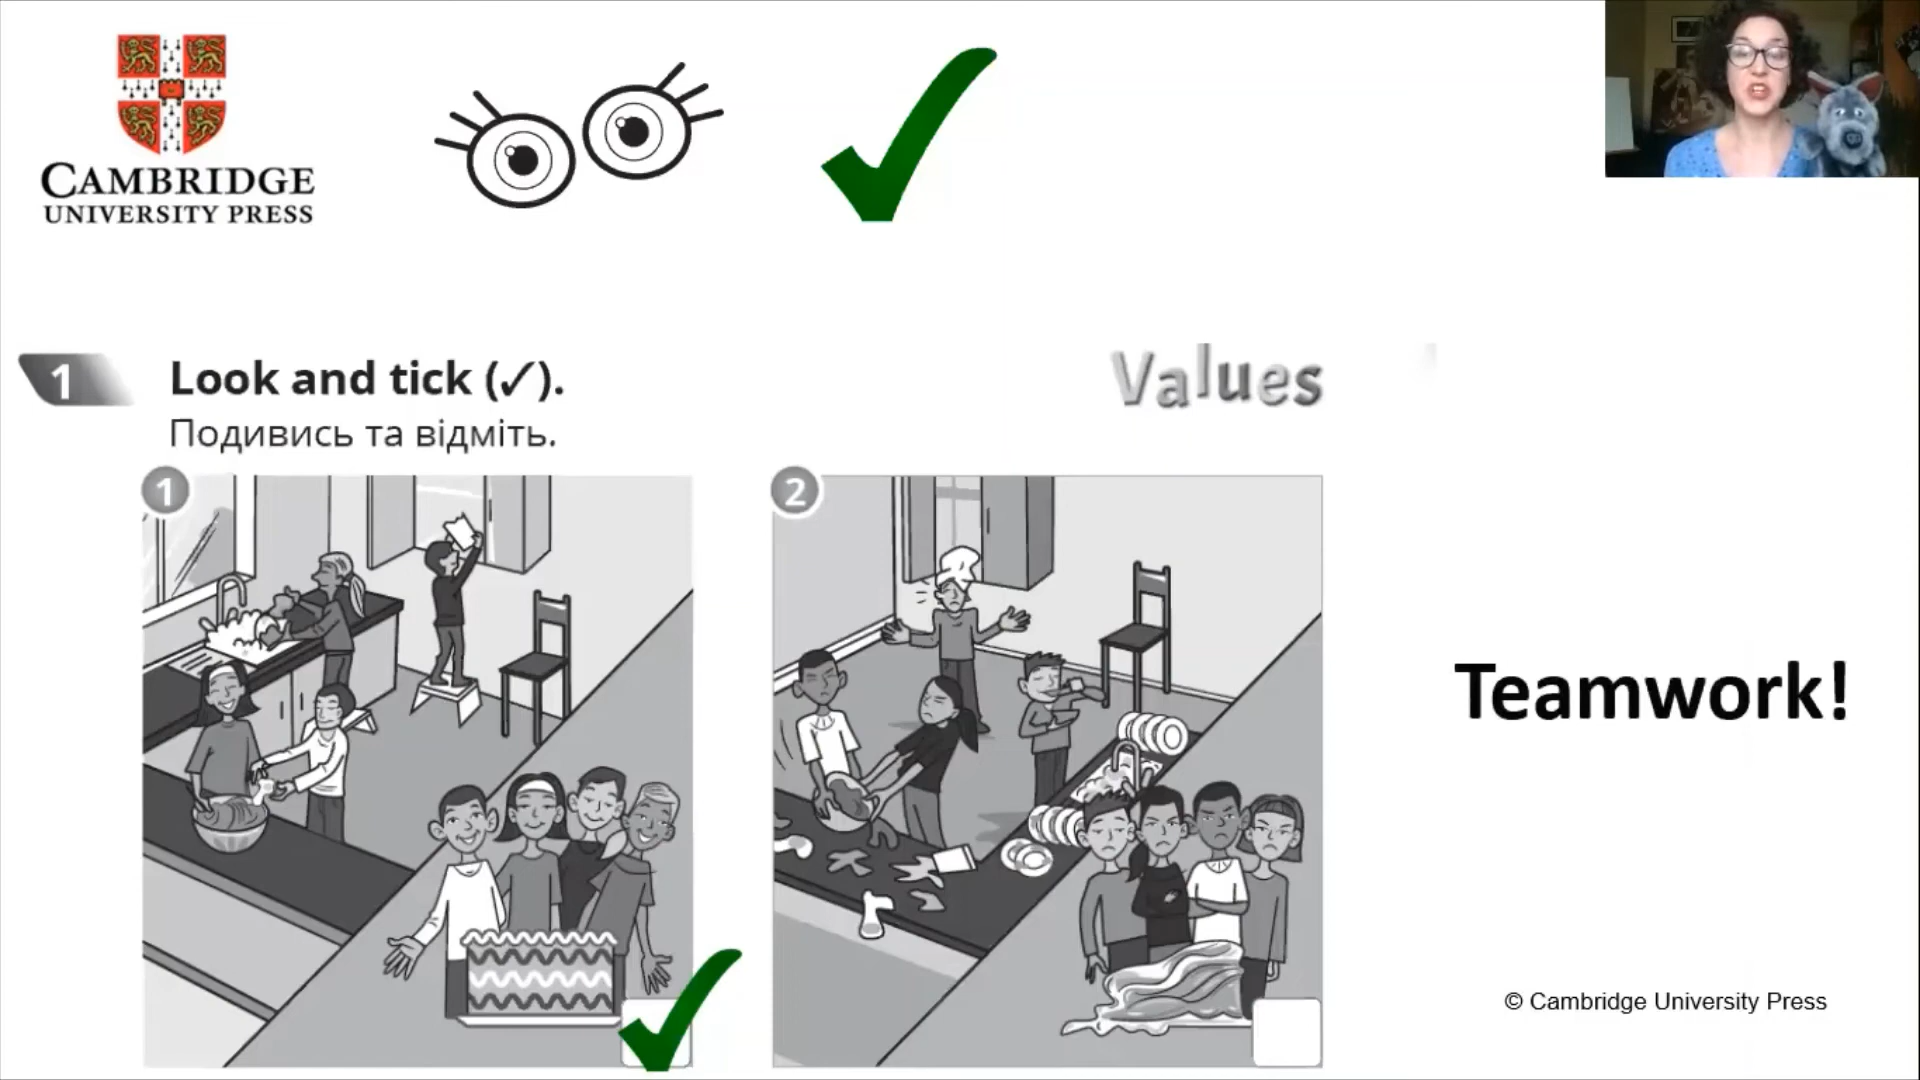 CAMBRIDGE
UNIVERSITY PRESS
1 Look and tick (✓).
Подивись та відміть.
Values
1
2
Teamwork!
© Cambridge University Press